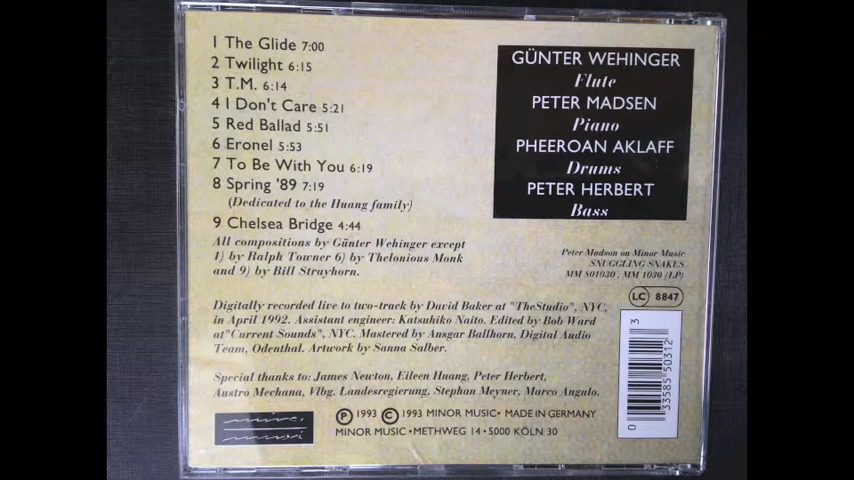 1 The Glide 7:00
2 Twilight 6:15
3 T.M. 6:14
4 I Don't Care 5:21
5 Red Ballad 5:51
6 Eronel 5:53
7 To Be With You 6:19
8 Spring '89 7:19
(Dedicated to the Huang family)
9 Chelsea Bridge 4:44
All compositions by Günter Wehinger except
1) by Ralph Towner 6) by Thelonious Monk
and 9) by Bill Strayhorn.
GÜNTER WEHINGER
Flute
PETER MADSEN
Piano
PHEEROAN AKLAFF
Drums
PETER HERBERT
Bass
Peter Madson on Minor Music
SNUGGLING SNAKES
MM 801030 , MM 1030 (LP)
LC 8847
Digitally recorded live to two-track by David Baker at "TheStudio", NYC,
in April 1992. Assistant engineer: Katsuhiko Naito. Edited by Bob Ward
at"Current Sounds", NYC. Mastered by Ansgar Ballhorn, Digital Audio
Team, Odenthal. Artwork by Sanna Salber.
Special thanks to: James Newton, Eileen Huang, Peter Herbert,
Austro Mechana, Vlbg. Landesregierung, Stephan Meyner, Marco Angulo.
Ⓟ 1993 © 1993 MINOR MUSIC • MADE IN GERMANY
MINOR MUSIC • METHWEG 14 • 5000 KÖLN 30
minor music
0 33585 50312 3